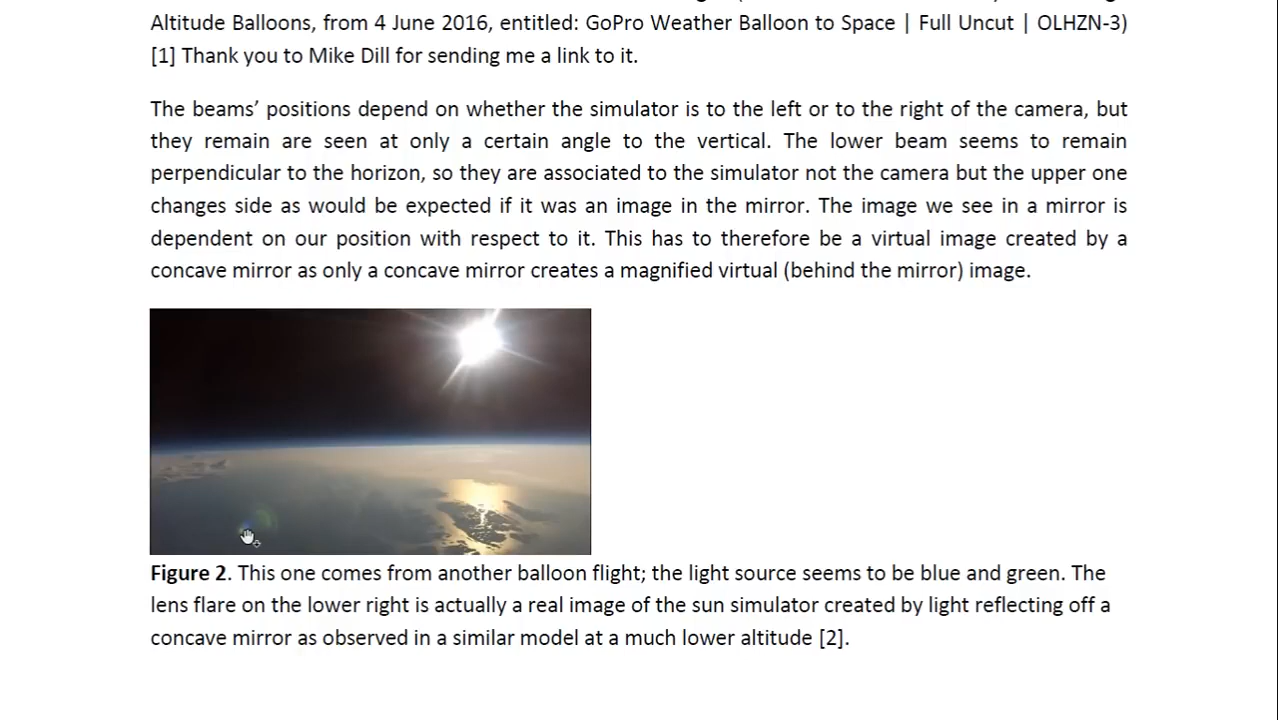 Altitude Balloons, from 4 June 2016, entitled: GoPro Weather Balloon to Space | Full Uncut | OLHZN-3)
[1] Thank you to Mike Dill for sending me a link to it.
The beams’ positions depend on whether the simulator is to the left or to the right of the camera, but
they remain are seen at only a certain angle to the vertical. The lower beam seems to remain
perpendicular to the horizon, so they are associated to the simulator not the camera but the upper one
changes side as would be expected if it was an image in the mirror. The image we see in a mirror is
dependent on our position with respect to it. This has to therefore be a virtual image created by a
concave mirror as only a concave mirror creates a magnified virtual (behind the mirror) image.
Figure 2. This one comes from another balloon flight; the light source seems to be blue and green. The
lens flare on the lower right is actually a real image of the sun simulator created by light reflecting off a
concave mirror as observed in a similar model at a much lower altitude [2].